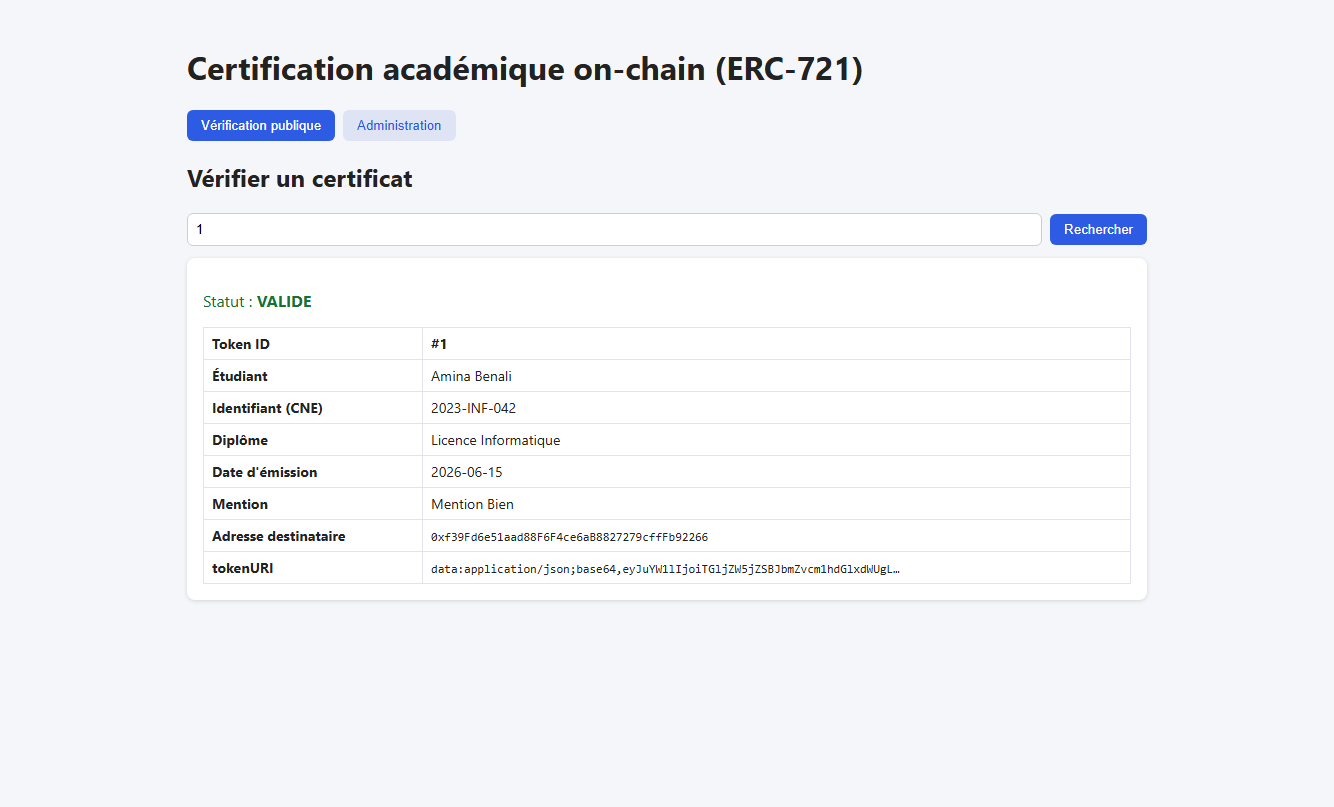 Certification académique on-chain (ERC-721)
Vérification publique Administration
Vérifier un certificat
1 Rechercher
Statut : VALIDE
Token ID #1
Étudiant Amina Benali
Identifiant (CNE) 2023-INF-042
Diplôme Licence Informatique
Date d'émission 2026-06-15
Mention Mention Bien
Adresse destinataire 0xf39Fd6e51aad88F6F4ce6aB8827279cffFb92266
tokenURI data:application/json;base64,eyJuYW1lIjoiTGljZW5jZSBJbmZvcm1hdGlxdWUgL…